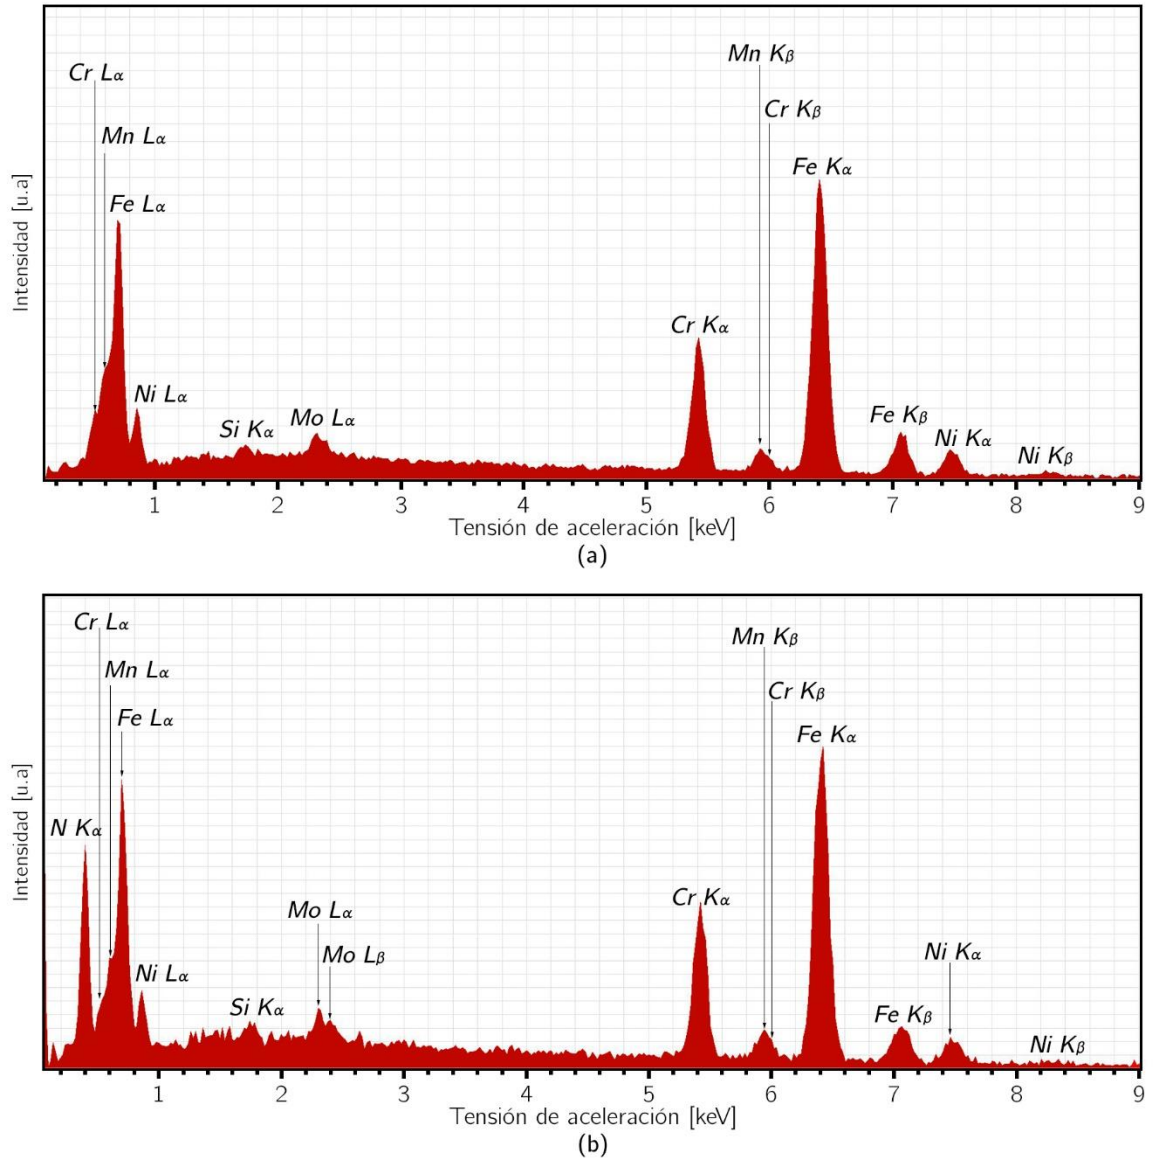 Mn Kβ
Cr Lα
Cr Kβ
Mn Lα
Fe Kα
Fe Lα
Cr Kα
Ni Lα
Fe Kβ
Mo Lα
Si Kα
Ni Kα
Ni Kβ
Intensidad [u.a]
1 2 3 4 5 6 7 8 9
Tensión de aceleración [keV]
(a)
Cr Lα
Mn Kβ
Mn Lα
Cr Kβ
Fe Lα
Fe Kα
N Kα
Cr Kα
Mo Lα
Mo Lβ
Ni Kα
Ni Lα
Si Kα
Fe Kβ
Ni Kβ
Intensidad [u.a]
1 2 3 4 5 6 7 8 9
Tensión de aceleración [keV]
(b)